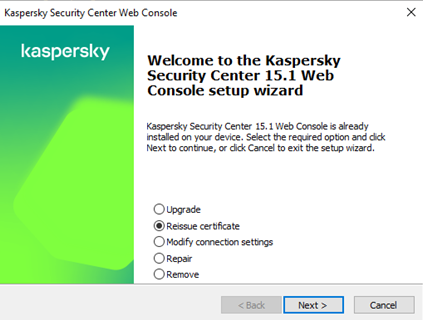 Kaspersky Security Center Web Console
kaspersky
Welcome to the Kaspersky
Security Center 15.1 Web
Console setup wizard
Kaspersky Security Center 15.1 Web Console is already
installed on your device. Select the required option and click
Next to continue, or click Cancel to exit the setup wizard.
Upgrade
Reissue certificate
Modify connection settings
Repair
Remove
< Back Next > Cancel